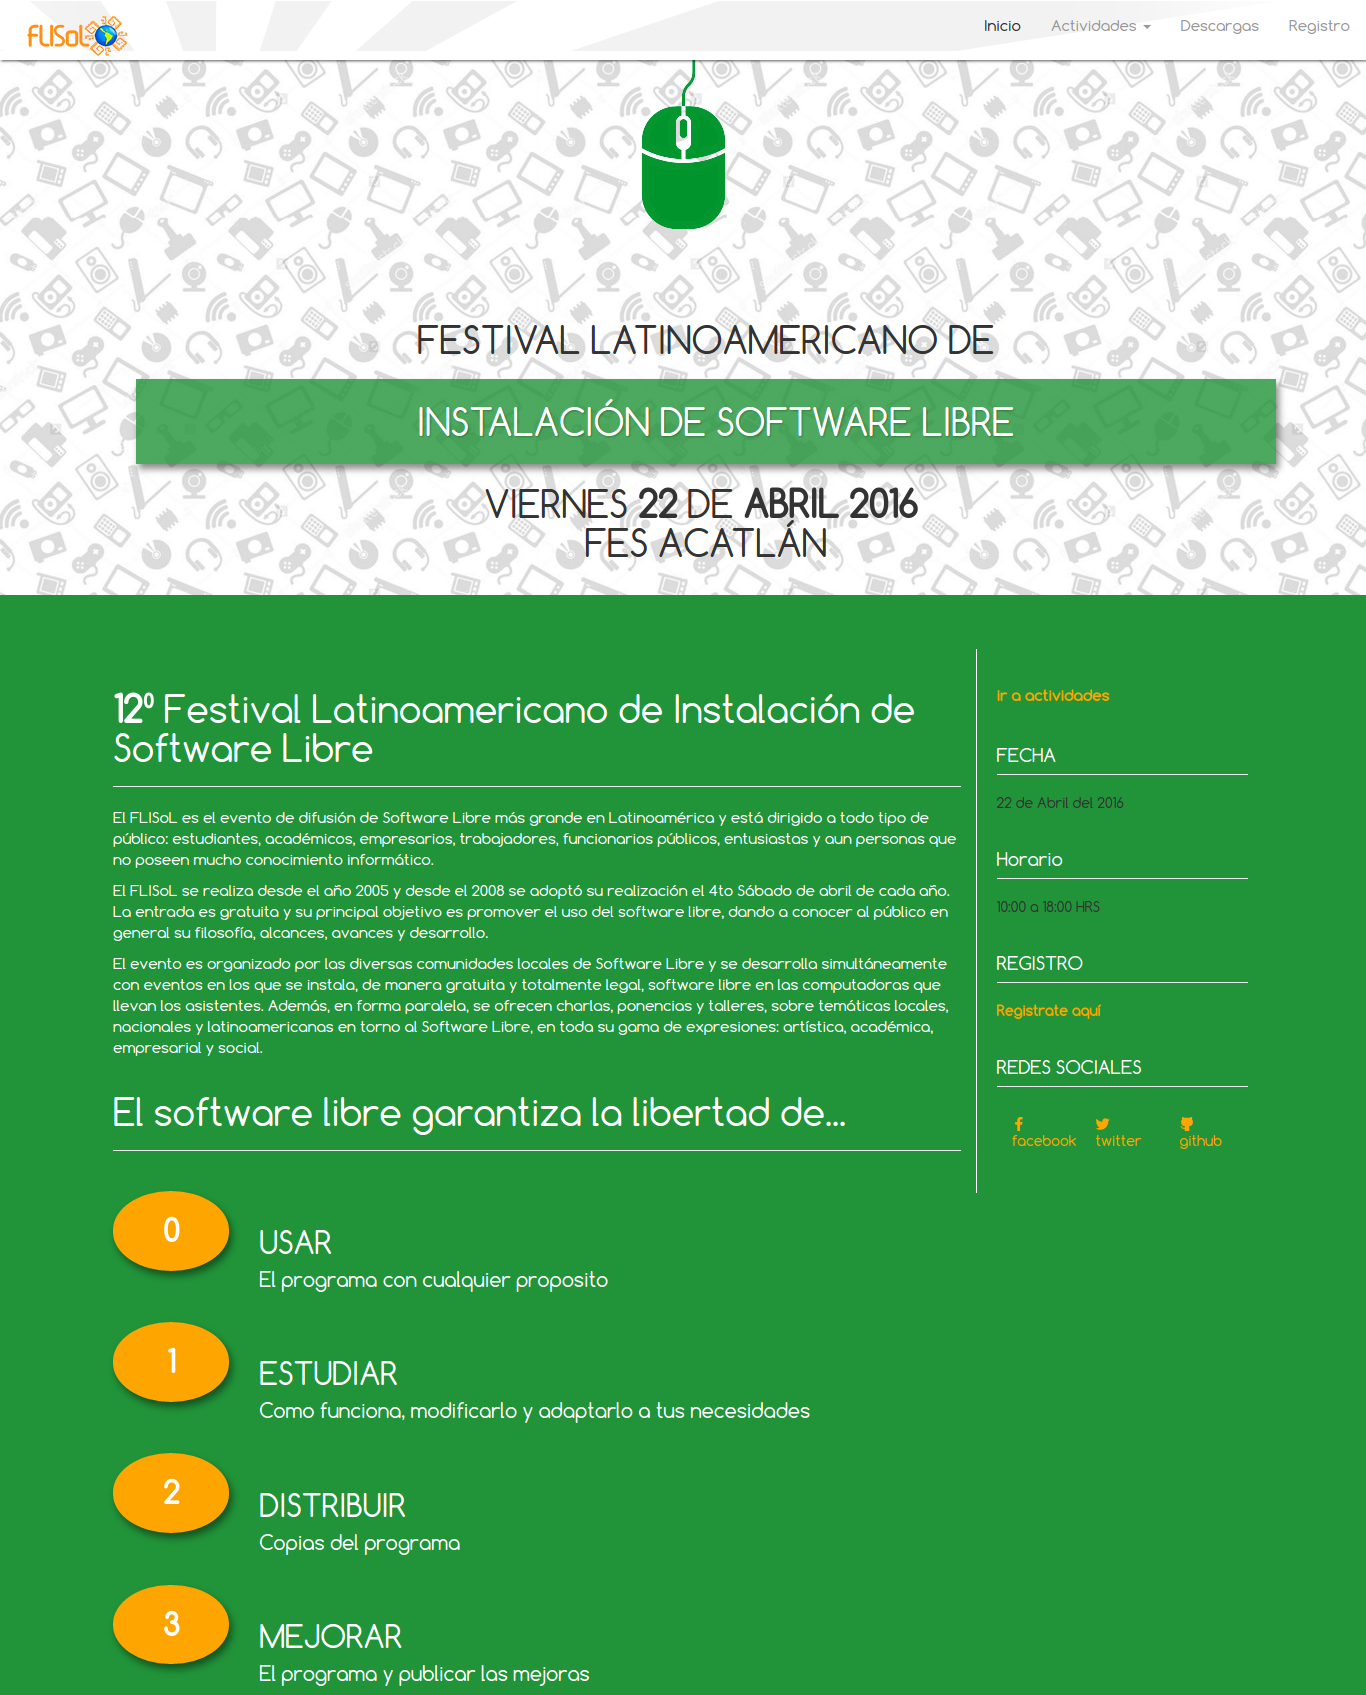 FLISoL
Inicio Actividades Descargas Registro
FESTIVAL LATINOAMERICANO DE
INSTALACIÓN DE SOFTWARE LIBRE
VIERNES 22 DE ABRIL 2016
FES ACATLÁN
12º Festival Latinoamericano de Instalación de
Software Libre
El FLISoL es el evento de difusión de Software Libre más grande en Latinoamérica y está dirigido a todo tipo de
público: estudiantes, académicos, empresarios, trabajadores, funcionarios públicos, entusiastas y aun personas que
no poseen mucho conocimiento informático.
El FLISoL se realiza desde el año 2005 y desde el 2008 se adoptó su realización el 4to Sábado de abril de cada año.
La entrada es gratuita y su principal objetivo es promover el uso del software libre, dando a conocer al público en
general su filosofía, alcances, avances y desarrollo.
El evento es organizado por las diversas comunidades locales de Software Libre y se desarrolla simultáneamente
con eventos en los que se instala, de manera gratuita y totalmente legal, software libre en las computadoras que
llevan los asistentes. Además, en forma paralela, se ofrecen charlas, ponencias y talleres, sobre temáticas locales,
nacionales y latinoamericanas en torno al Software Libre, en toda su gama de expresiones: artística, académica,
empresarial y social.
El software libre garantiza la libertad de...
0
USAR
El programa con cualquier proposito
1
ESTUDIAR
Como funciona, modificarlo y adaptarlo a tus necesidades
2
DISTRIBUIR
Copias del programa
3
MEJORAR
El programa y publicar las mejoras
Ir a actividades
FECHA
22 de Abril del 2016
Horario
10:00 a 18:00 HRS
REGISTRO
Registrate aquí
REDES SOCIALES
facebook twitter github